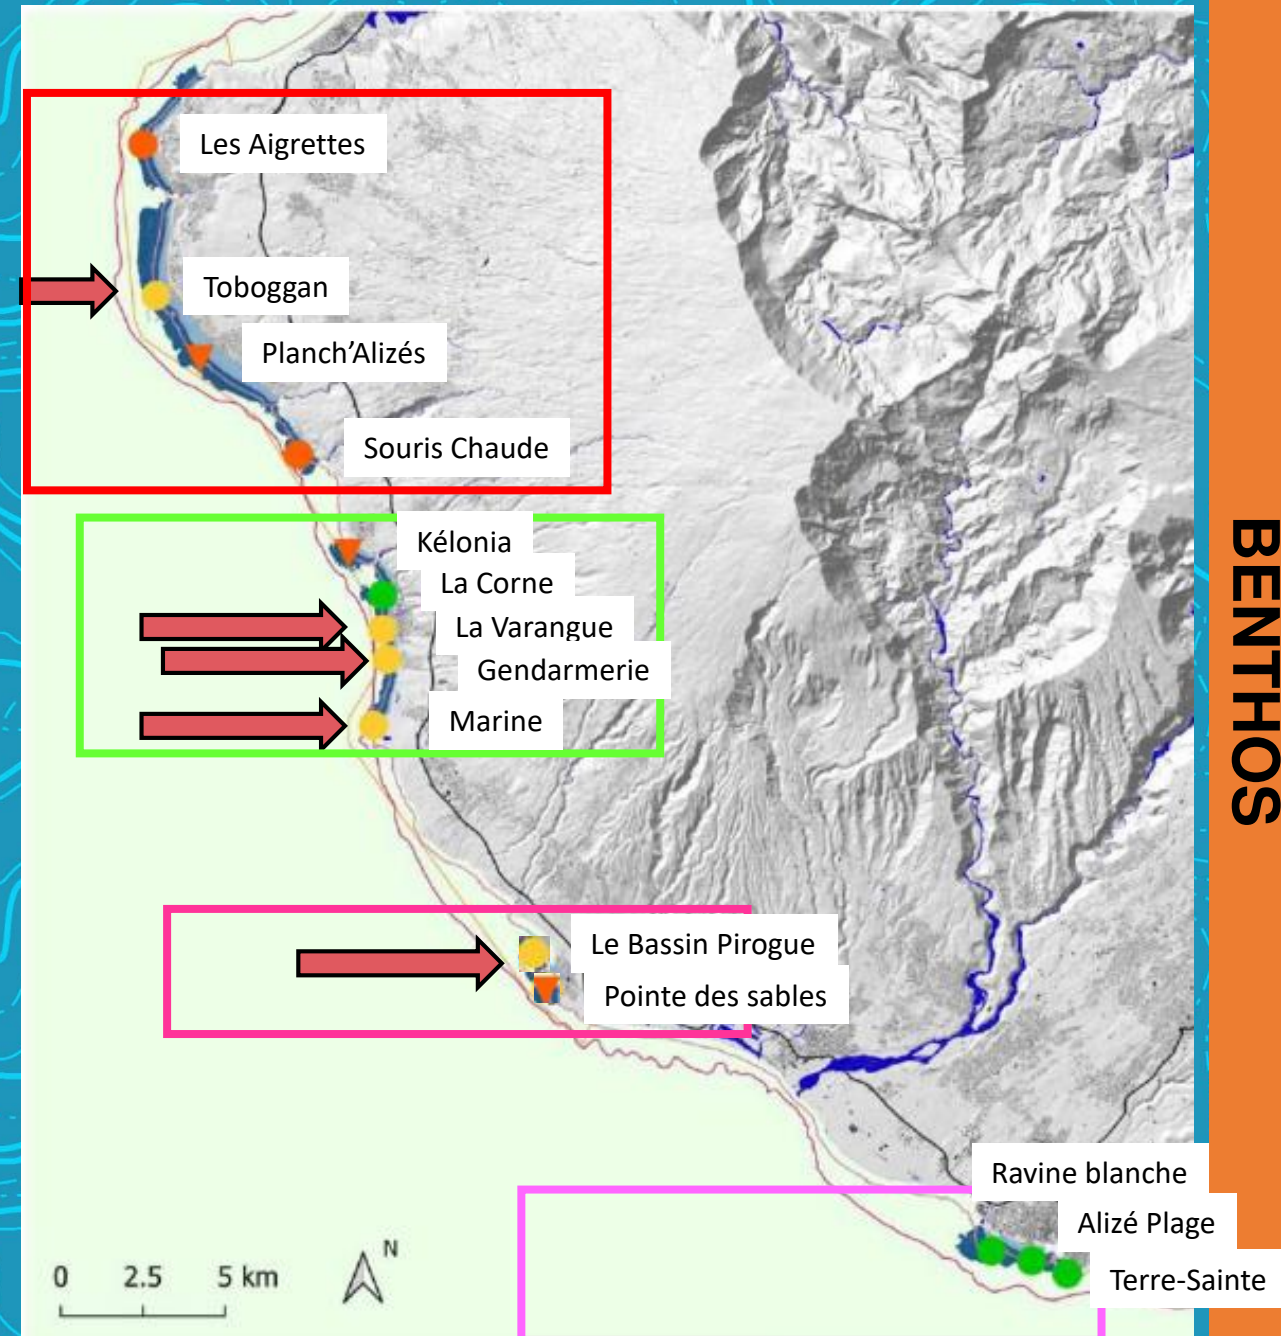 Les Aigrettes
Toboggan
Planch’Alizés
Souris Chaude
Kélonia
La Corne
La Varangue
Gendarmerie
Marine
Le Bassin Pirogue
Pointe des sables
Ravine blanche
Alizé Plage
Terre-Sainte
0 2.5 5 km
N
BENTHOS